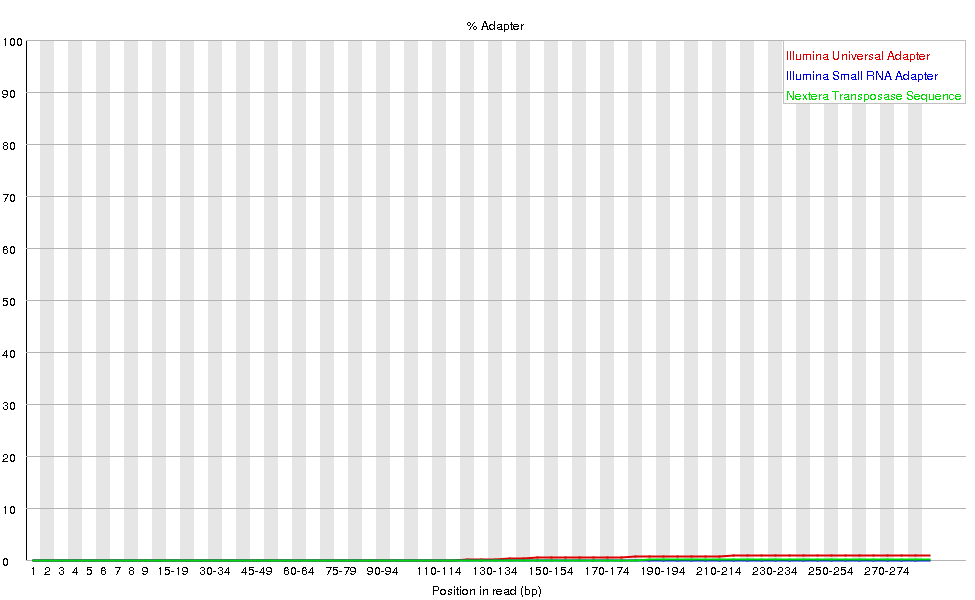 % Adapter
100
90
80
70
60
50
40
30
20
10
0
Illumina Universal Adapter
Illumina Small RNA Adapter
Nextera Transposase Sequence
1 2 3 4 5 6 7 8 9 15-19 30-34 45-49 60-64 75-79 90-94 110-114 130-134 150-154 170-174 190-194 210-214 230-234 250-254 270-274
Position in read (bp)